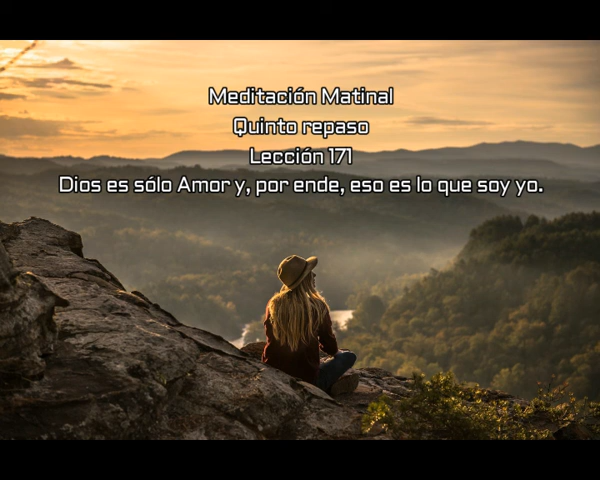 Meditación Matinal
Quinto repaso
Lección 171
Dios es sólo Amor y, por ende, eso es lo que soy yo.